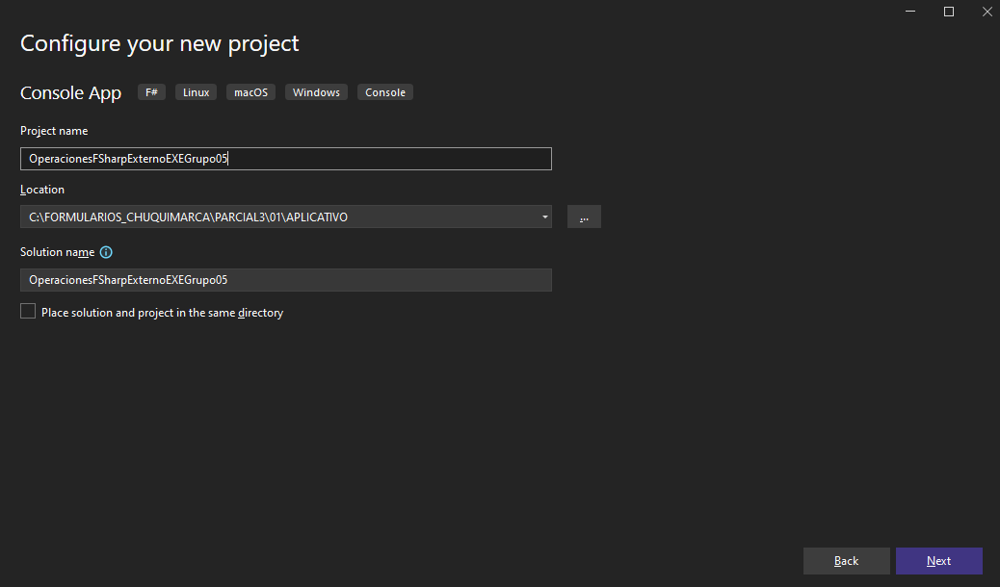 Configure your new project
Console App F# Linux macOS Windows Console
Project name
OperacionesFSharpExternoEXEGrupo05
Location
C:\FORMULARIOS_CHUQUIMARCA\PARCIAL3\01\APLICATIVO
...
Solution name
OperacionesFSharpExternoEXEGrupo05
Place solution and project in the same directory
Back Next